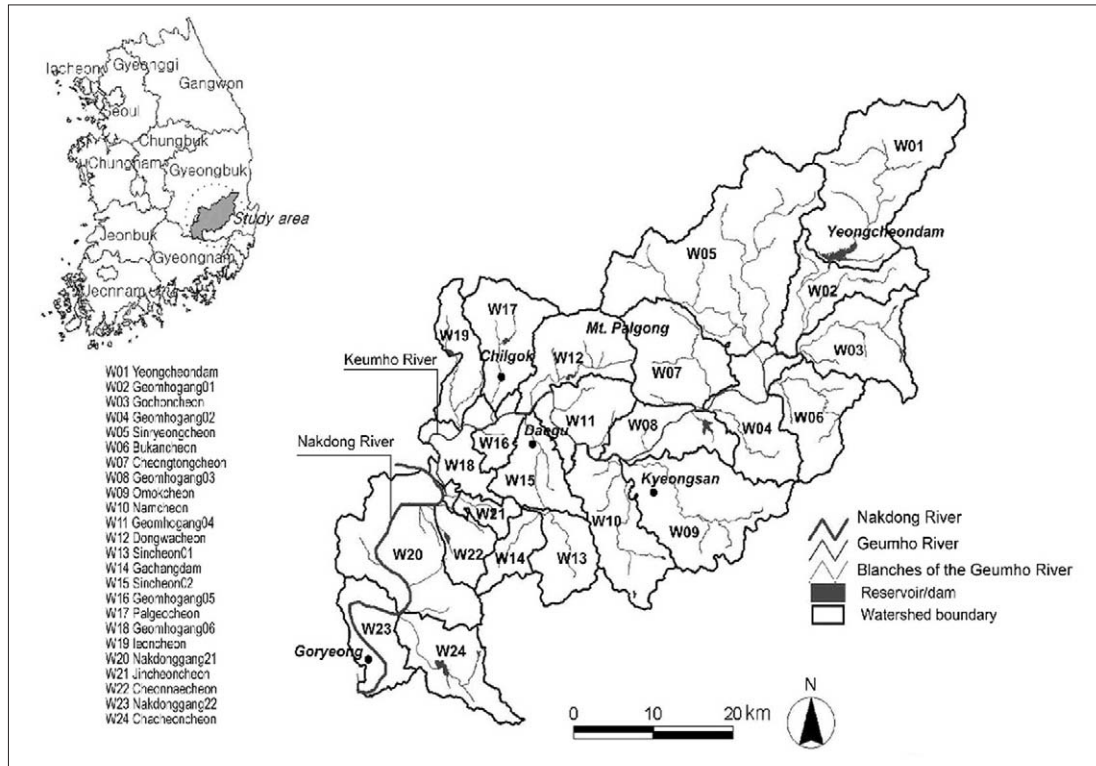 Incheon
Gyeonggi
Gangwon
Seoul
Chungbuk
Chungnam
Gyeongbuk
Study area
Jeonbuk
Gyeongnam
Jeonnam
W01 Yeongcheondam
W02 Geomhogang01
W03 Gochoncheon
W04 Geomhogang02
W05 Sinryeongcheon
W06 Bukancheon
W07 Cheongtongcheon
W08 Geomhogang03
W09 Omokcheon
W10 Namcheon
W11 Geomhogang04
W12 Dongwacheon
W13 Sincheon01
W14 Gachangdam
W15 Sincheon02
W16 Geomhogang05
W17 Palgeocheon
W18 Geomhogang06
W19 Ieoncheon
W20 Nakdonggang21
W21 Jincheoncheon
W22 Cheonnaecheon
W23 Nakdonggang22
W24 Chacheoncheon
Keumho River
Nakdong River
W01
Yeongcheondam
W05
W02
W17
Mt. Palgong
W19
W12
W03
Chilgok
W07
W06
W11
W08
W04
Daegu
W16
W18
W15
Kyeongsan
W21
W10
W09
W20
W22
W14
W13
W23
Goryeong
W24
Nakdong River
Geumho River
Blanches of the Geumho River
Reservoir/dam
Watershed boundary
0 10 20 km
N